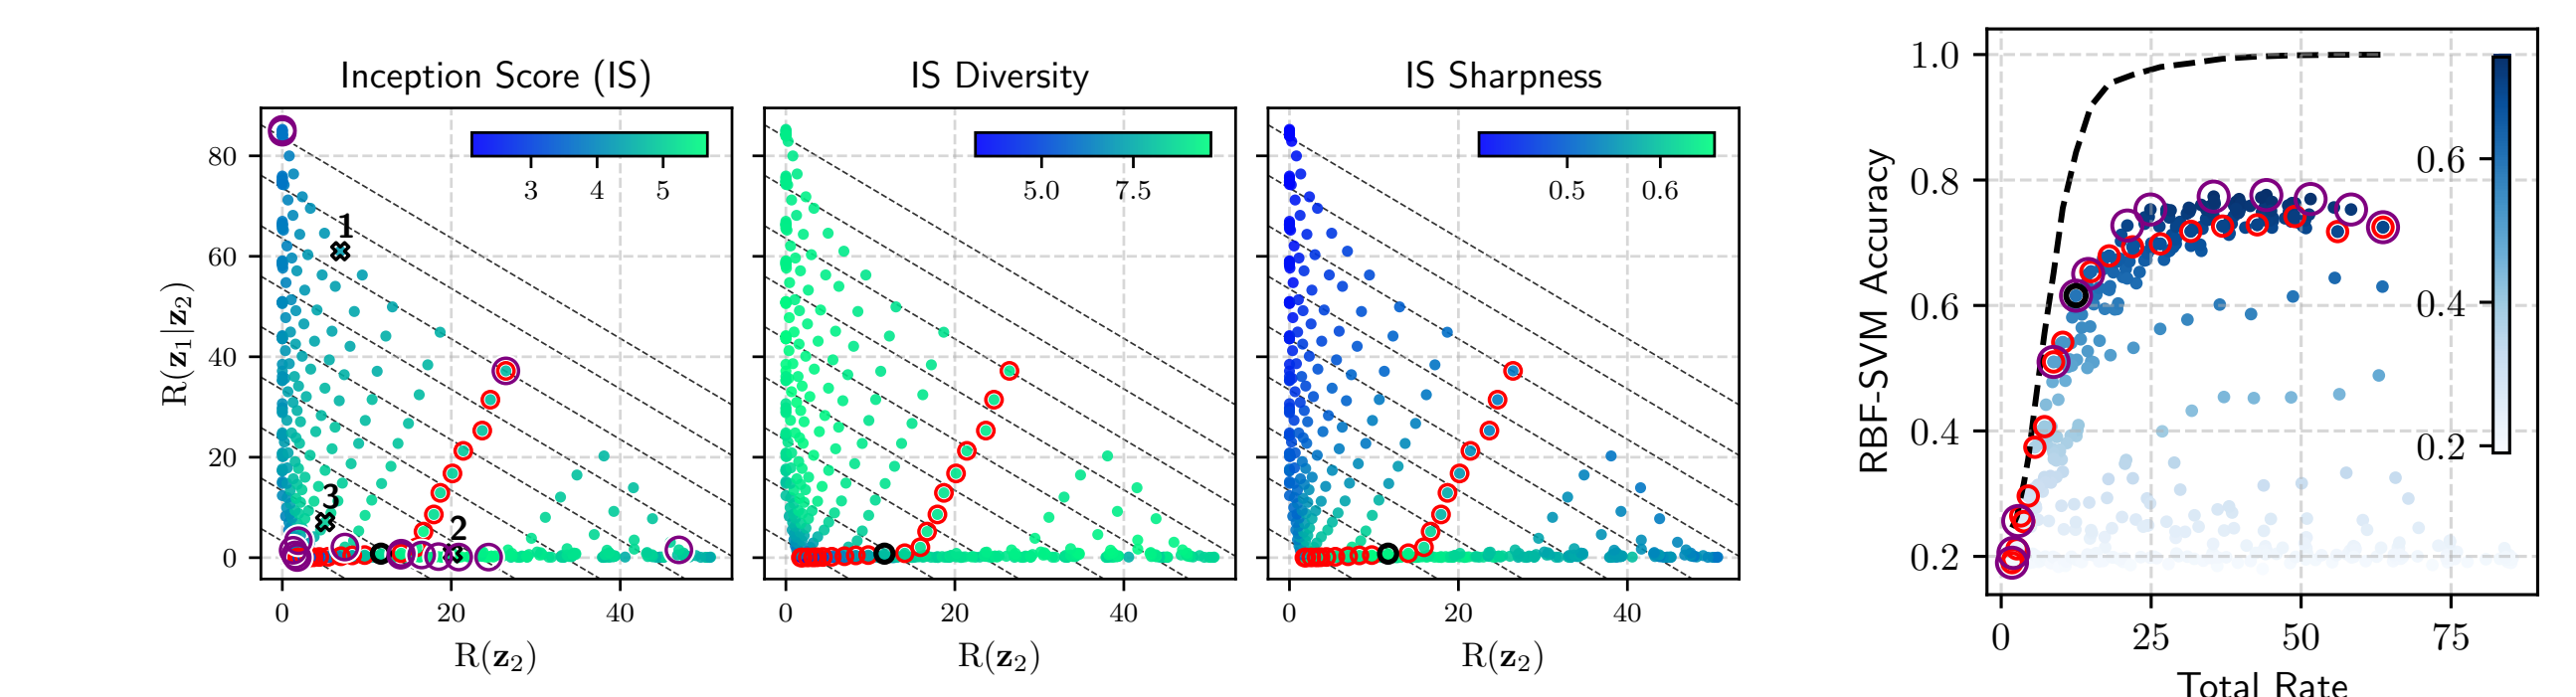 Inception Score (IS)
80
60
40
20
0
R(z₁|z₂)
3 4 5
1
3
2
0 20 40
R(z₂)
IS Diversity
5.0 7.5
0 20 40
R(z₂)
IS Sharpness
0.5 0.6
0 20 40
R(z₂)
RBF-SVM Accuracy
1.0
0.8
0.6
0.4
0.2
0.6
0.4
0.2
0 25 50 75
Total Rate